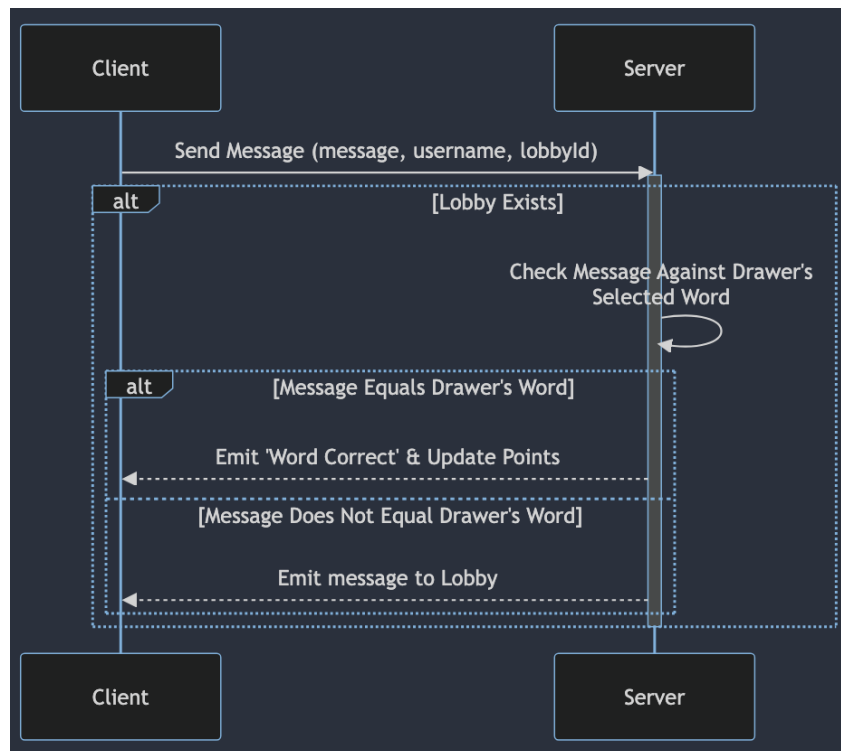 Client
Server
Send Message (message, username, lobbyId)
alt
[Lobby Exists]
Check Message Against Drawer's
Selected Word
alt
[Message Equals Drawer's Word]
Emit 'Word Correct' & Update Points
[Message Does Not Equal Drawer's Word]
Emit message to Lobby
Client
Server